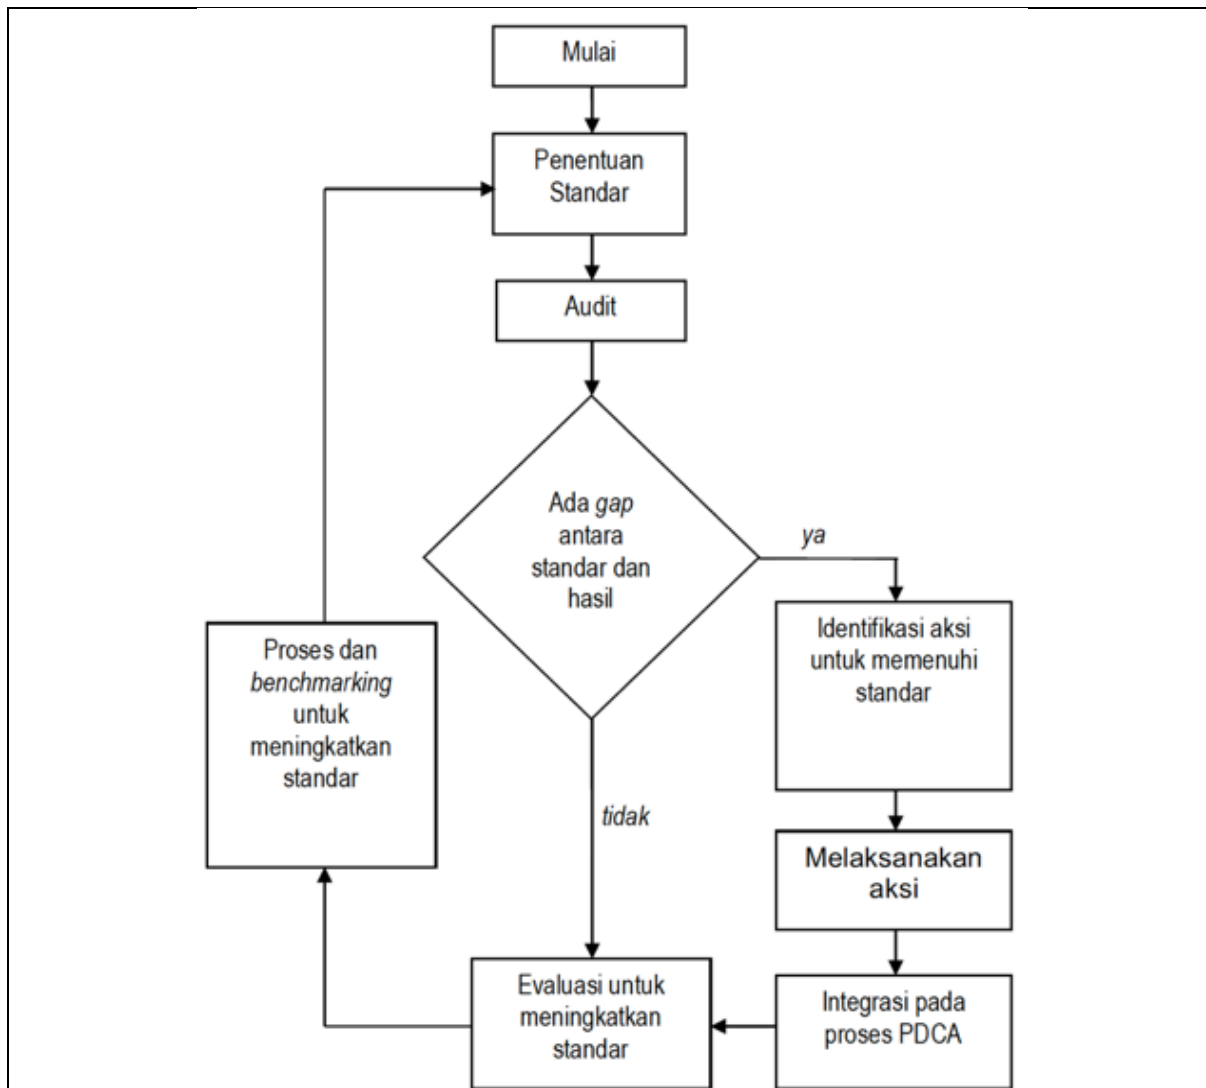 Mulai
Penentuan
Standar
Audit
Ada gap
antara
standar dan
hasil
ya
Identifikasi aksi
untuk memenuhi
standar
Proses dan
benchmarking
untuk
meningkatkan
standar
tidak
Melaksanakan
aksi
Evaluasi untuk
meningkatkan
standar
Integrasi pada
proses PDCA